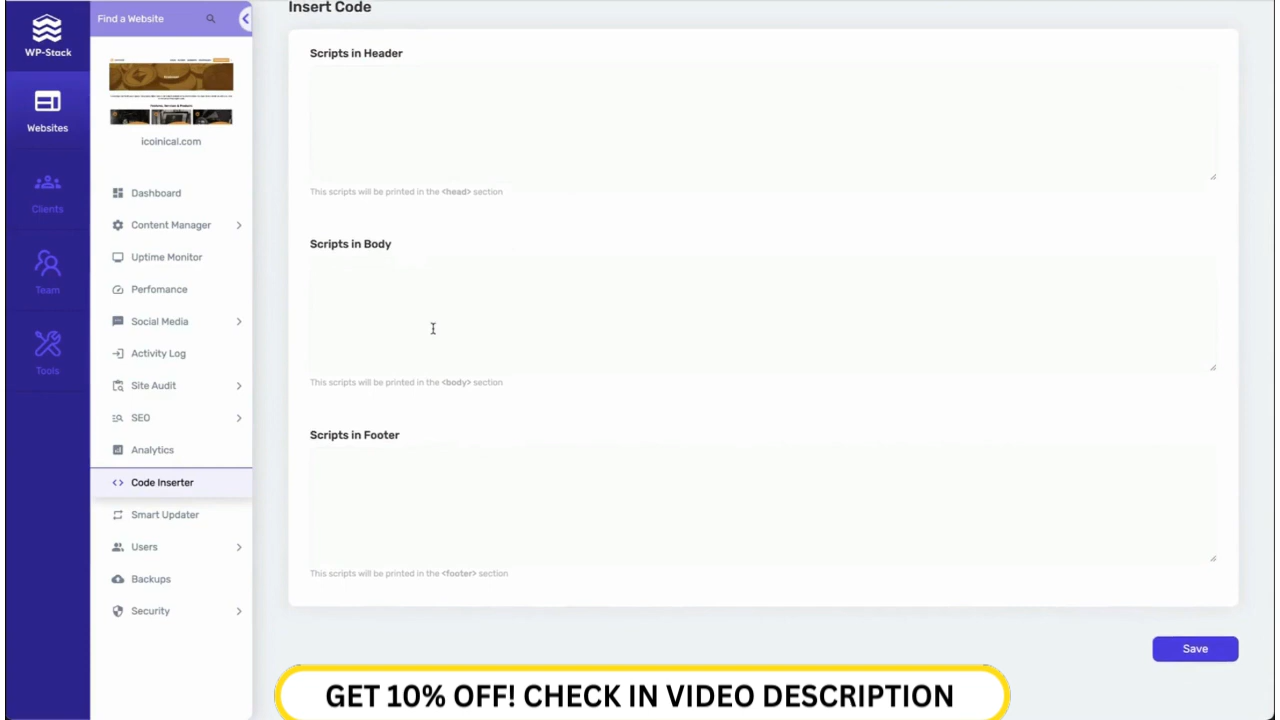 WP-Stack
Websites
Clients
Team
Tools
Find a Website
icoinical.com
Dashboard
Content Manager
Uptime Monitor
Perfomance
Social Media
Activity Log
Site Audit
SEO
Analytics
Code Inserter
Smart Updater
Users
Backups
Security
Insert Code
Scripts in Header
This scripts will be printed in the <head> section
Scripts in Body
This scripts will be printed in the <body> section
Scripts in Footer
This scripts will be printed in the <footer> section
Save
GET 10% OFF! CHECK IN VIDEO DESCRIPTION